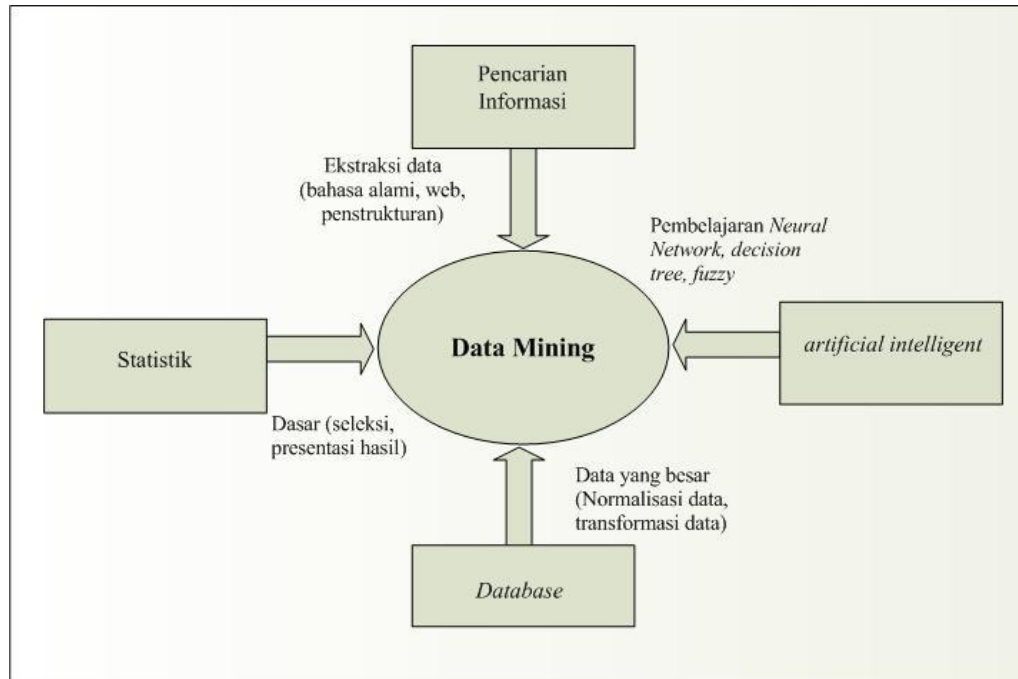 Pencarian
Informasi
Ekstraksi data
(bahasa alami, web,
penstrukturan)
Pembelajaran Neural
Network, decision
tree, fuzzy
Statistik
Data Mining
artificial intelligent
Dasar (seleksi,
presentasi hasil)
Data yang besar
(Normalisasi data,
transformasi data)
Database